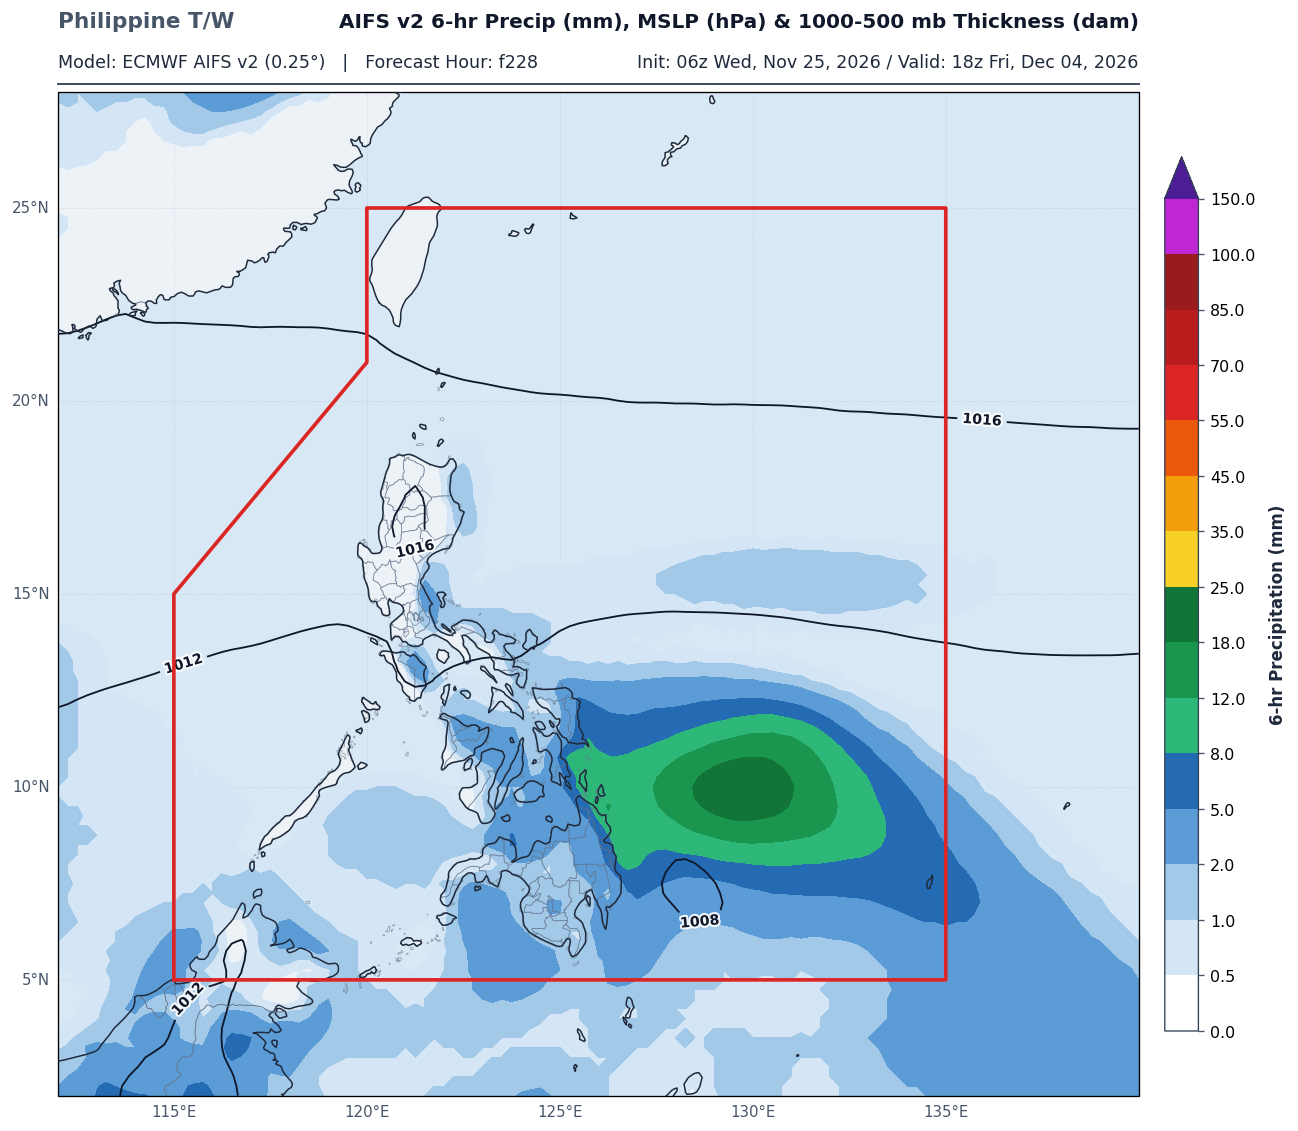 Philippine T/W
AIFS v2 6-hr Precip (mm), MSLP (hPa) & 1000-500 mb Thickness (dam)
Model: ECMWF AIFS v2 (0.25°) | Forecast Hour: f228
Init: 06z Wed, Nov 25, 2026 / Valid: 18z Fri, Dec 04, 2026
25°N
20°N
15°N
10°N
5°N
115°E
120°E
125°E
130°E
135°E
1016
1016
1012
1008
1012
150.0
100.0
85.0
70.0
55.0
45.0
35.0
25.0
18.0
12.0
8.0
5.0
2.0
1.0
0.5
0.0
6-hr Precipitation (mm)